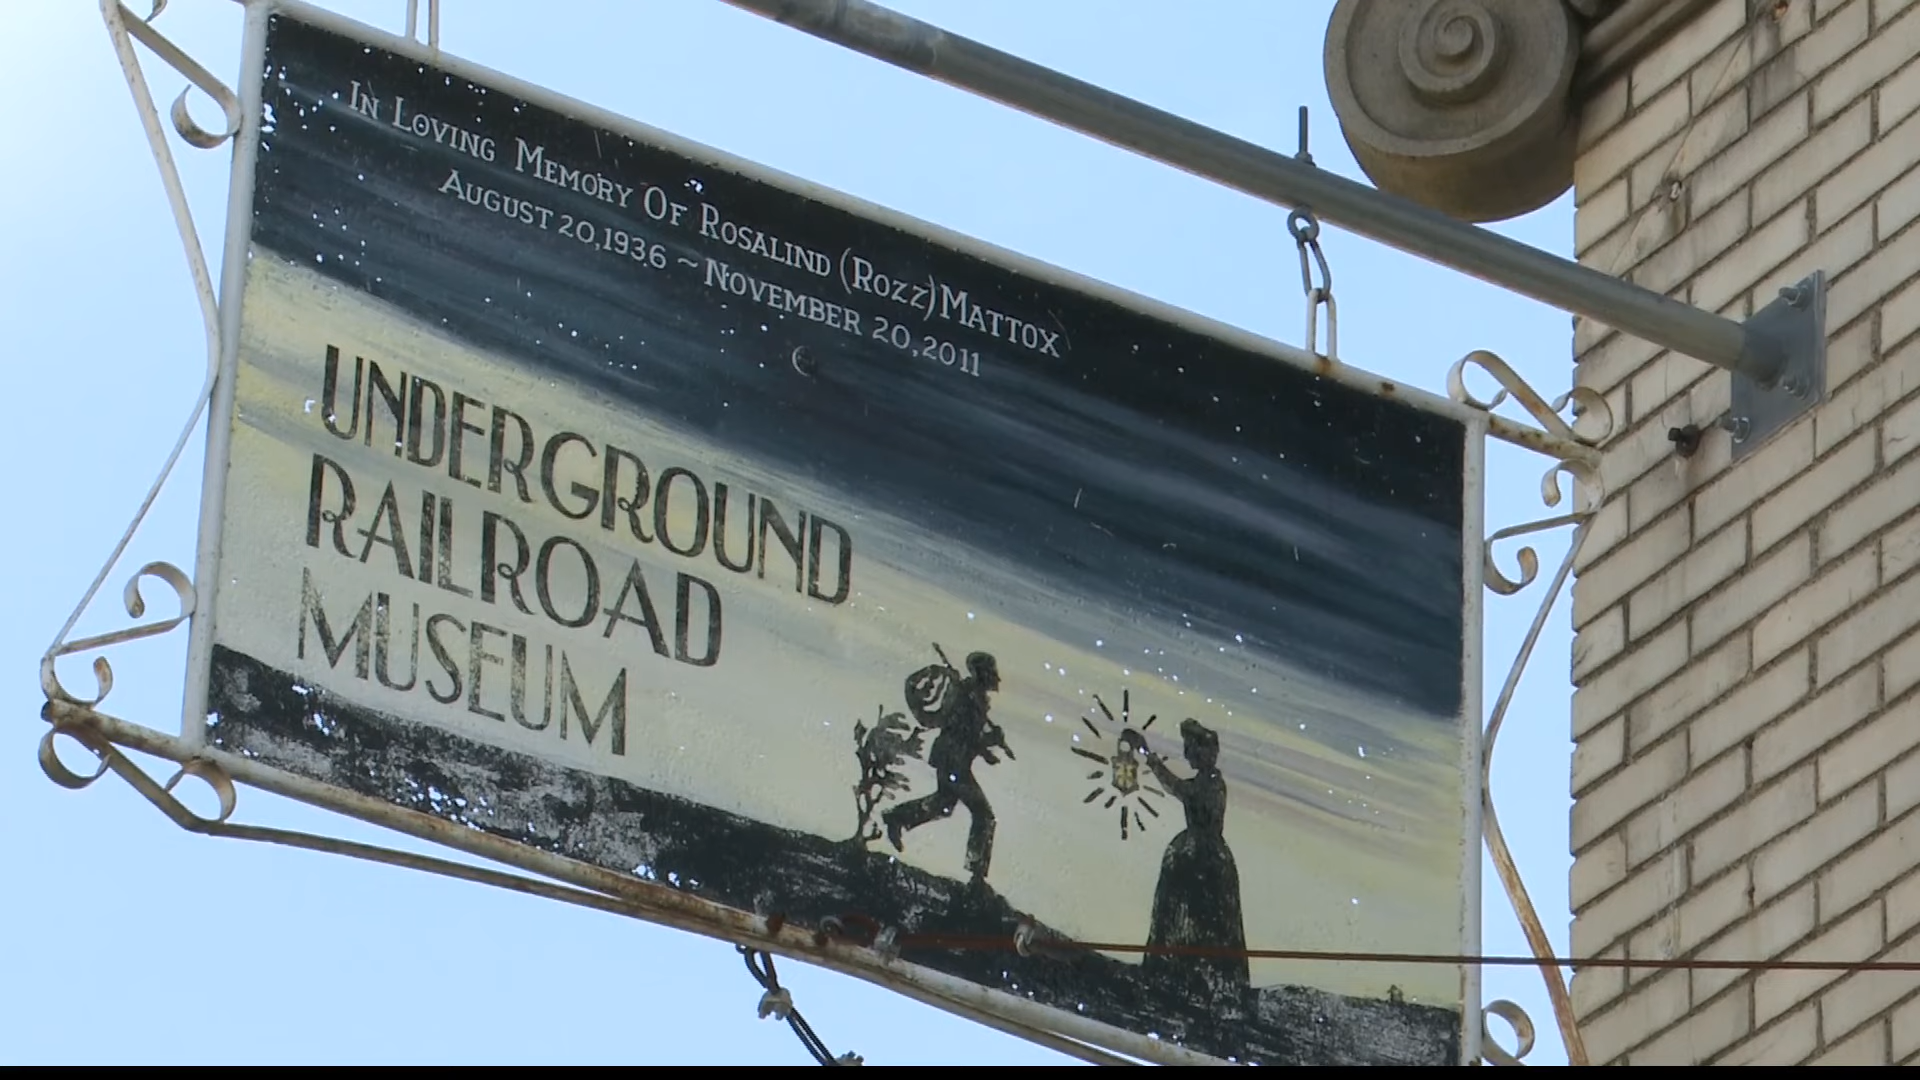 In Loving Memory Of Rosalind (Rozz) Mattox
August 20, 1936 ~ November 20, 2011
UNDERGROUND
RAILROAD
MUSEUM